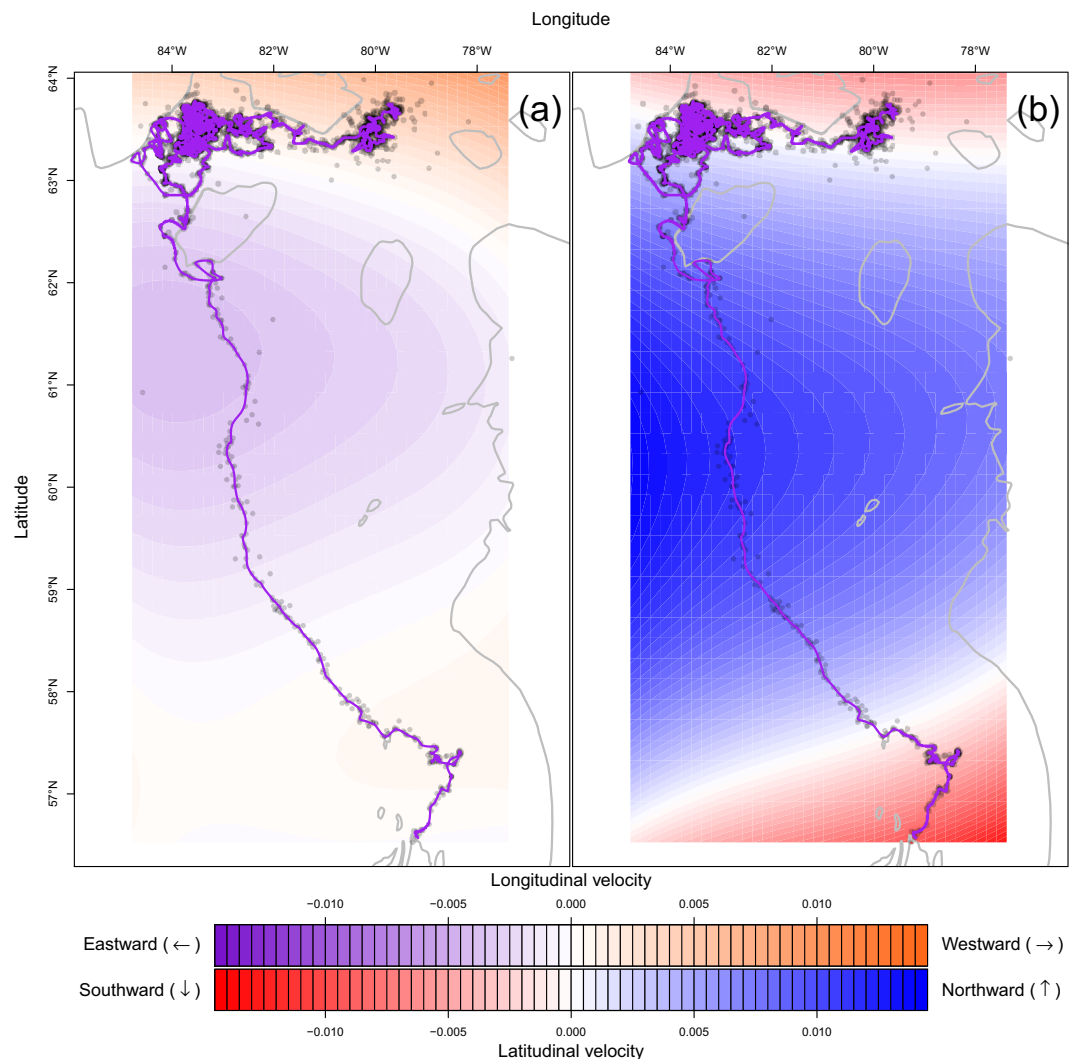 Longitude
84°W 82°W 80°W 78°W 84°W 82°W 80°W 78°W
(a) (b)
64°N
63°N
62°N
61°N
60°N
59°N
58°N
57°N
Latitude
Longitudinal velocity
−0.010 −0.005 0.000 0.005 0.010
Eastward (←) Westward (→)
Southward (↓) Northward (↑)
−0.010 −0.005 0.000 0.005 0.010
Latitudinal velocity